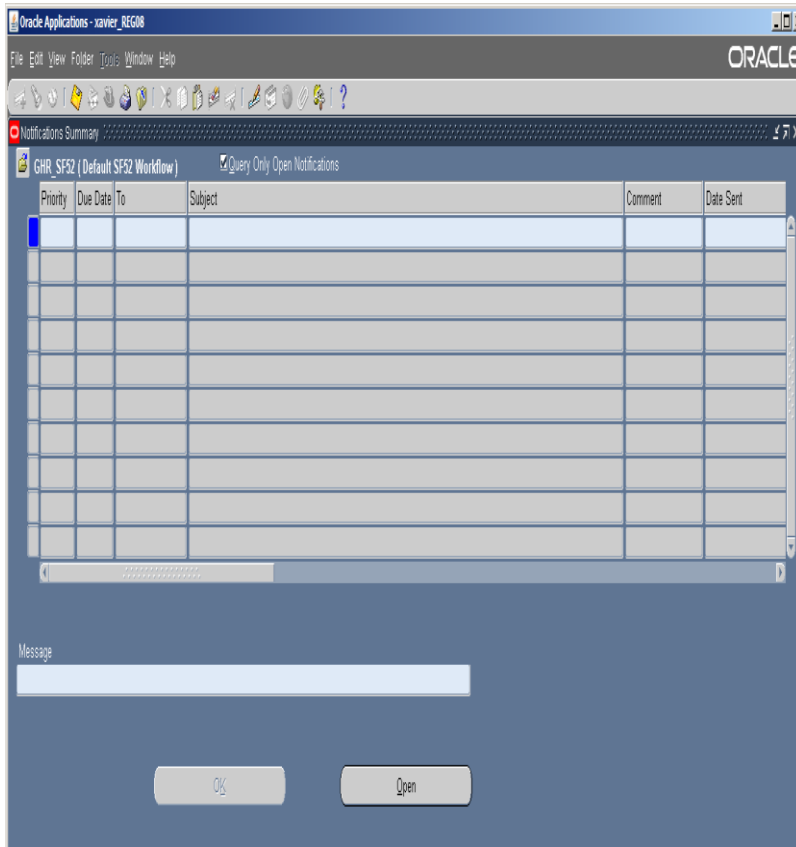 Oracle Applications - xavier_REG08
File Edit View Folder Tools Window Help
ORACLE
?
Notifications Summary
GHR_SF52 ( Default SF52 Workflow ) Query Only Open Notifications
Priority Due Date To Subject Comment Date Sent
Message
OK Open